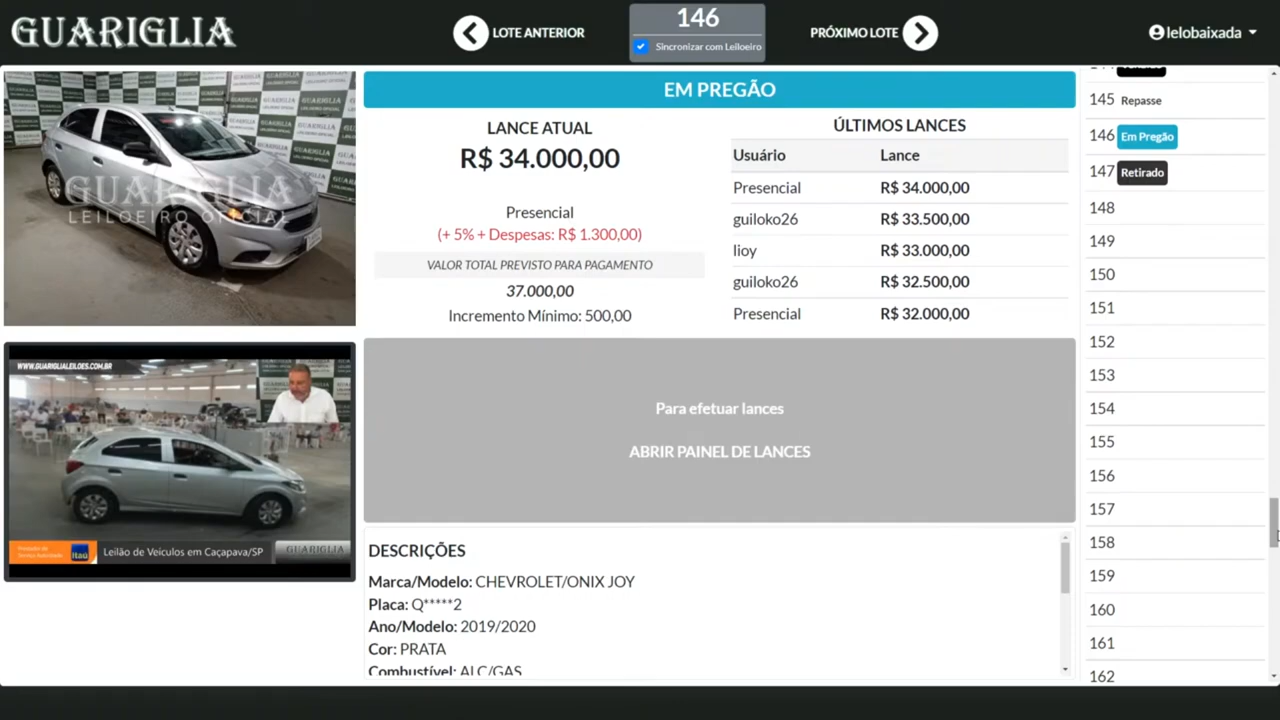 GUARIGLIA
LOTE ANTERIOR
146
Sincronizar com Leiloeiro
PRÓXIMO LOTE
lelobaixada
GUARIGLIA
LEILOEIRO OFICIAL
EM PREGÃO
LANCE ATUAL
R$ 34.000,00
Presencial
(+ 5% + Despesas: R$ 1.300,00)
VALOR TOTAL PREVISTO PARA PAGAMENTO
37.000,00
Incremento Mínimo: 500,00
ÚLTIMOS LANCES
Usuário Lance
Presencial R$ 34.000,00
guiloko26 R$ 33.500,00
lioy R$ 33.000,00
guiloko26 R$ 32.500,00
Presencial R$ 32.000,00
145 Repasse
146 Em Pregão
147 Retirado
148
149
150
151
152
153
154
155
156
157
158
159
160
161
162
WWW.GUARIGLIALEILOES.COM.BR
Itaú
Leilão de Veículos em Caçapava/SP
GUARIGLIA
Para efetuar lances
ABRIR PAINEL DE LANCES
DESCRIÇÕES
Marca/Modelo: CHEVROLET/ONIX JOY
Placa: Q*****2
Ano/Modelo: 2019/2020
Cor: PRATA
Combustível: ALC/GAS